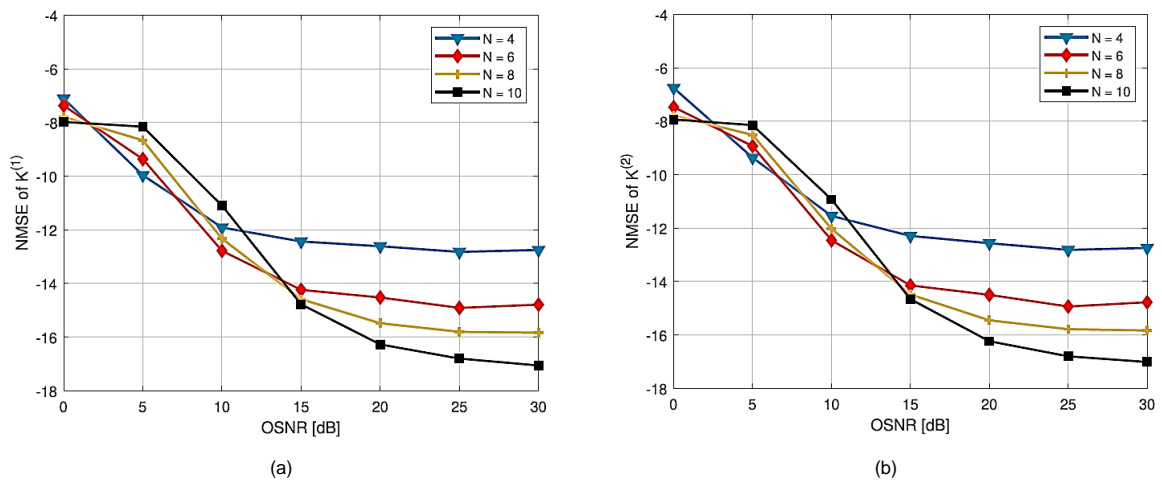 -4
-6
-8
-10
-12
-14
-16
-18
NMSE of K(1)
0 5 10 15 20 25 30
OSNR [dB]
N = 4
N = 6
N = 8
N = 10
(a)
-4
-6
-8
-10
-12
-14
-16
-18
NMSE of K(2)
0 5 10 15 20 25 30
OSNR [dB]
N = 4
N = 6
N = 8
N = 10
(b)